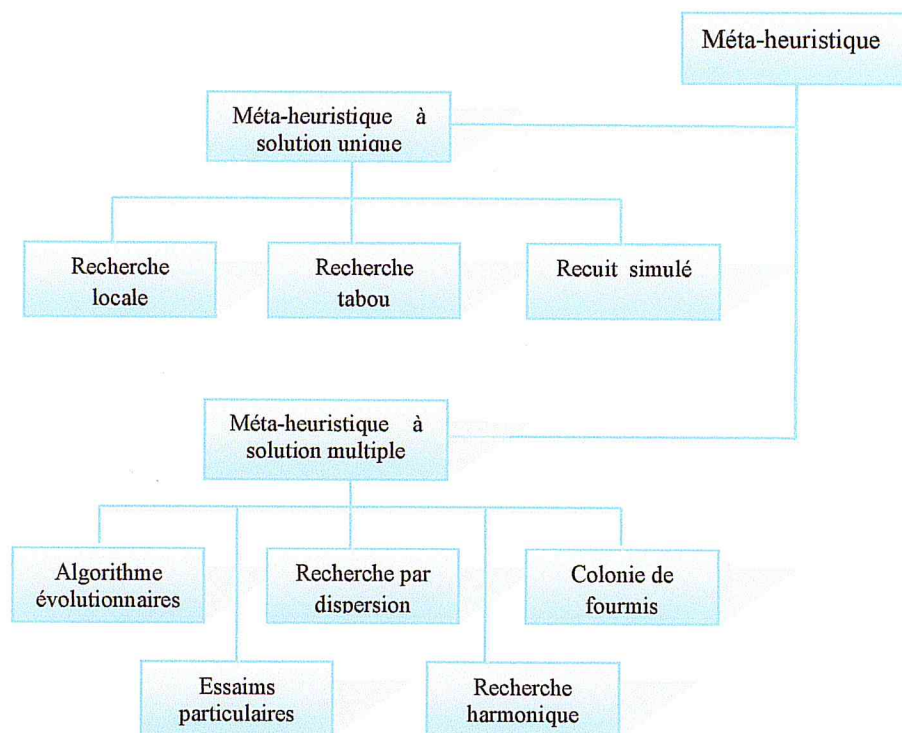 Méta-heuristique
Méta-heuristique à
solution unique
Recherche
locale
Recherche
tabou
Recuit simulé
Méta-heuristique à
solution multiple
Algorithme
évolutionnaires
Recherche par
dispersion
Colonie de
fourmis
Essaims
particulaires
Recherche
harmonique